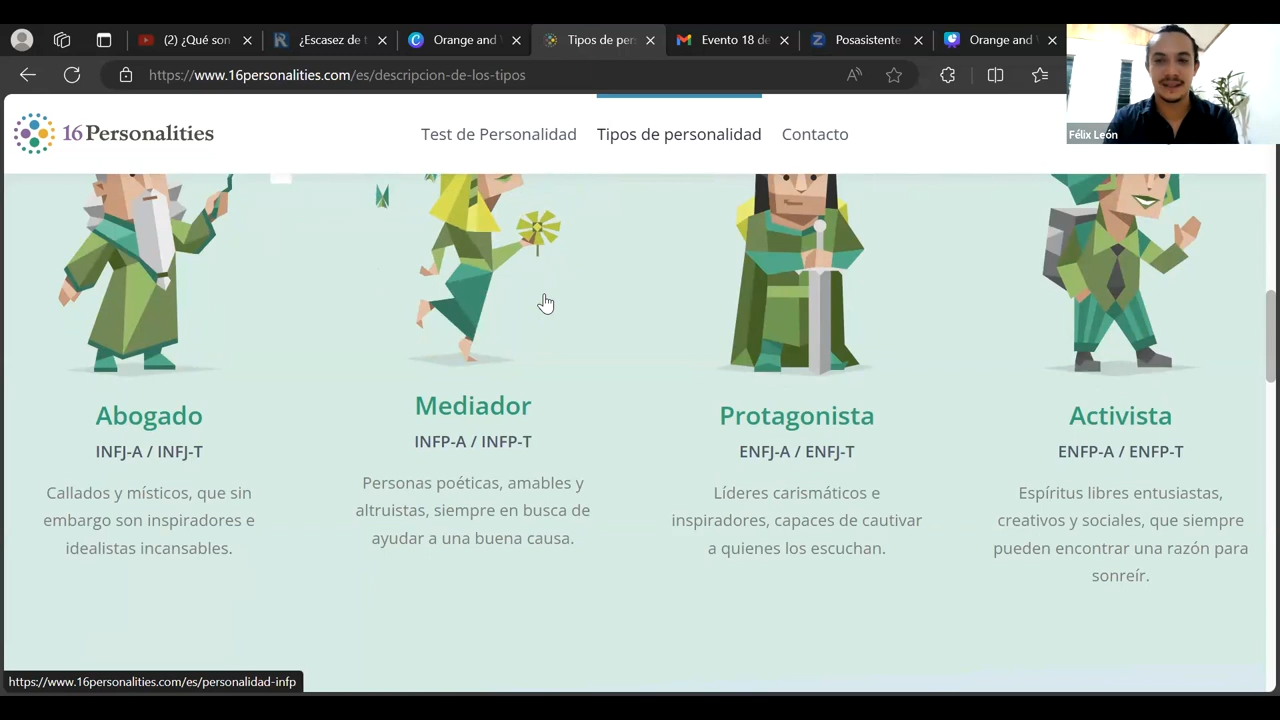 (2) ¿Qué son
¿Escasez de t
Orange and
Tipos de per
Evento 18 de
Posasistente
Orange and
https://www.16personalities.com/es/descripcion-de-los-tipos
Félix León
16Personalities
Test de Personalidad
Tipos de personalidad
Contacto
Abogado
INFJ-A / INFJ-T
Callados y místicos, que sin
embargo son inspiradores e
idealistas incansables.
Mediador
INFP-A / INFP-T
Personas poéticas, amables y
altruistas, siempre en busca de
ayudar a una buena causa.
Protagonista
ENFJ-A / ENFJ-T
Líderes carismáticos e
inspiradores, capaces de cautivar
a quienes los escuchan.
Activista
ENFP-A / ENFP-T
Espíritus libres entusiastas,
creativos y sociales, que siempre
pueden encontrar una razón para
sonreír.
https://www.16personalities.com/es/personalidad-infp